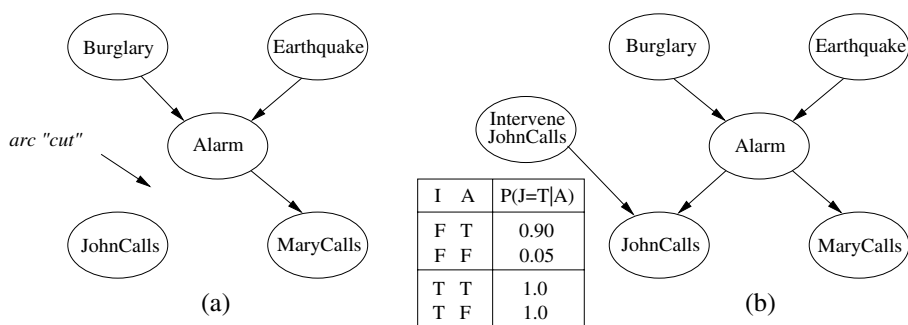 Burglary
Earthquake
Alarm
arc "cut"
JohnCalls
MaryCalls
(a)
Burglary
Earthquake
Intervene
JohnCalls
Alarm
I A P(J=T|A)
F T 0.90
F F 0.05
T T 1.0
T F 1.0
JohnCalls
MaryCalls
(b)